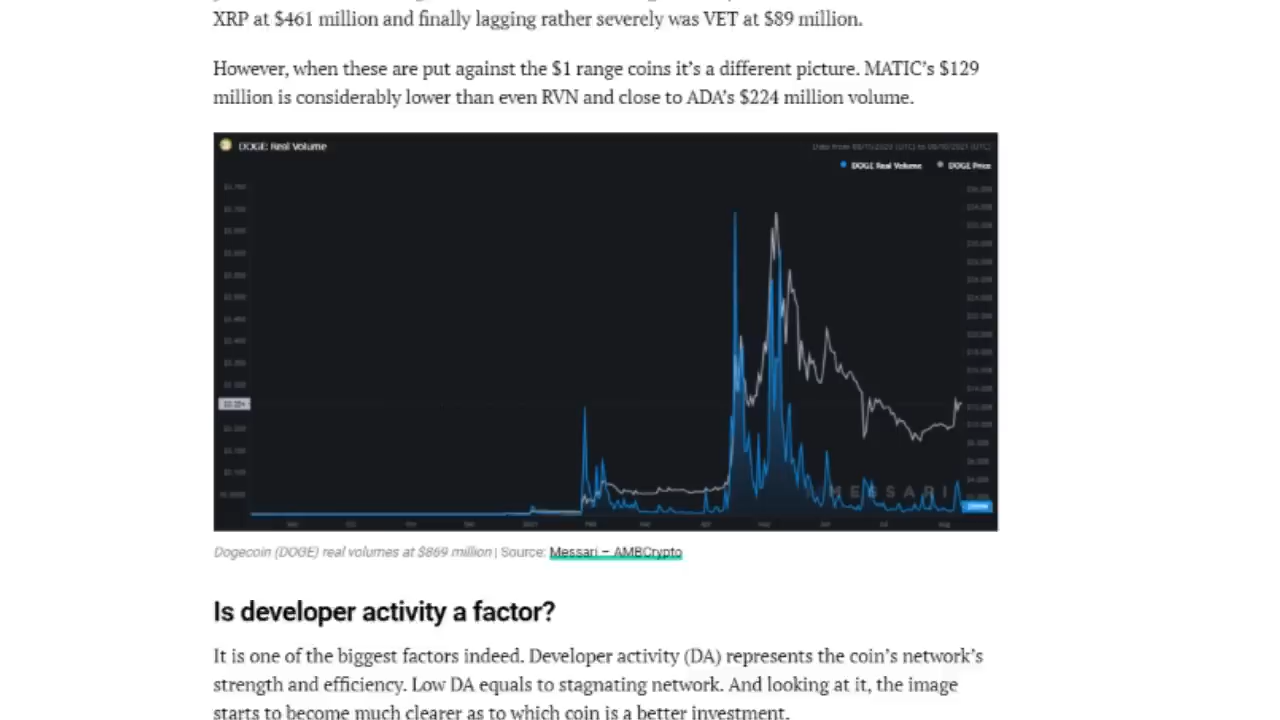 XRP at $461 million and finally lagging rather severely was VET at $89 million.
However, when these are put against the $1 range coins it’s a different picture. MATIC’s $129
million is considerably lower than even RVN and close to ADA’s $224 million volume.
DOGE: Real Volume
DOGE Real Volume DOGE Price
MESSARI
Dogecoin (DOGE) real volumes at $869 million | Source: Messari – AMBCrypto
Is developer activity a factor?
It is one of the biggest factors indeed. Developer activity (DA) represents the coin’s network’s
strength and efficiency. Low DA equals to stagnating network. And looking at it, the image
starts to become much clearer as to which coin is a better investment.